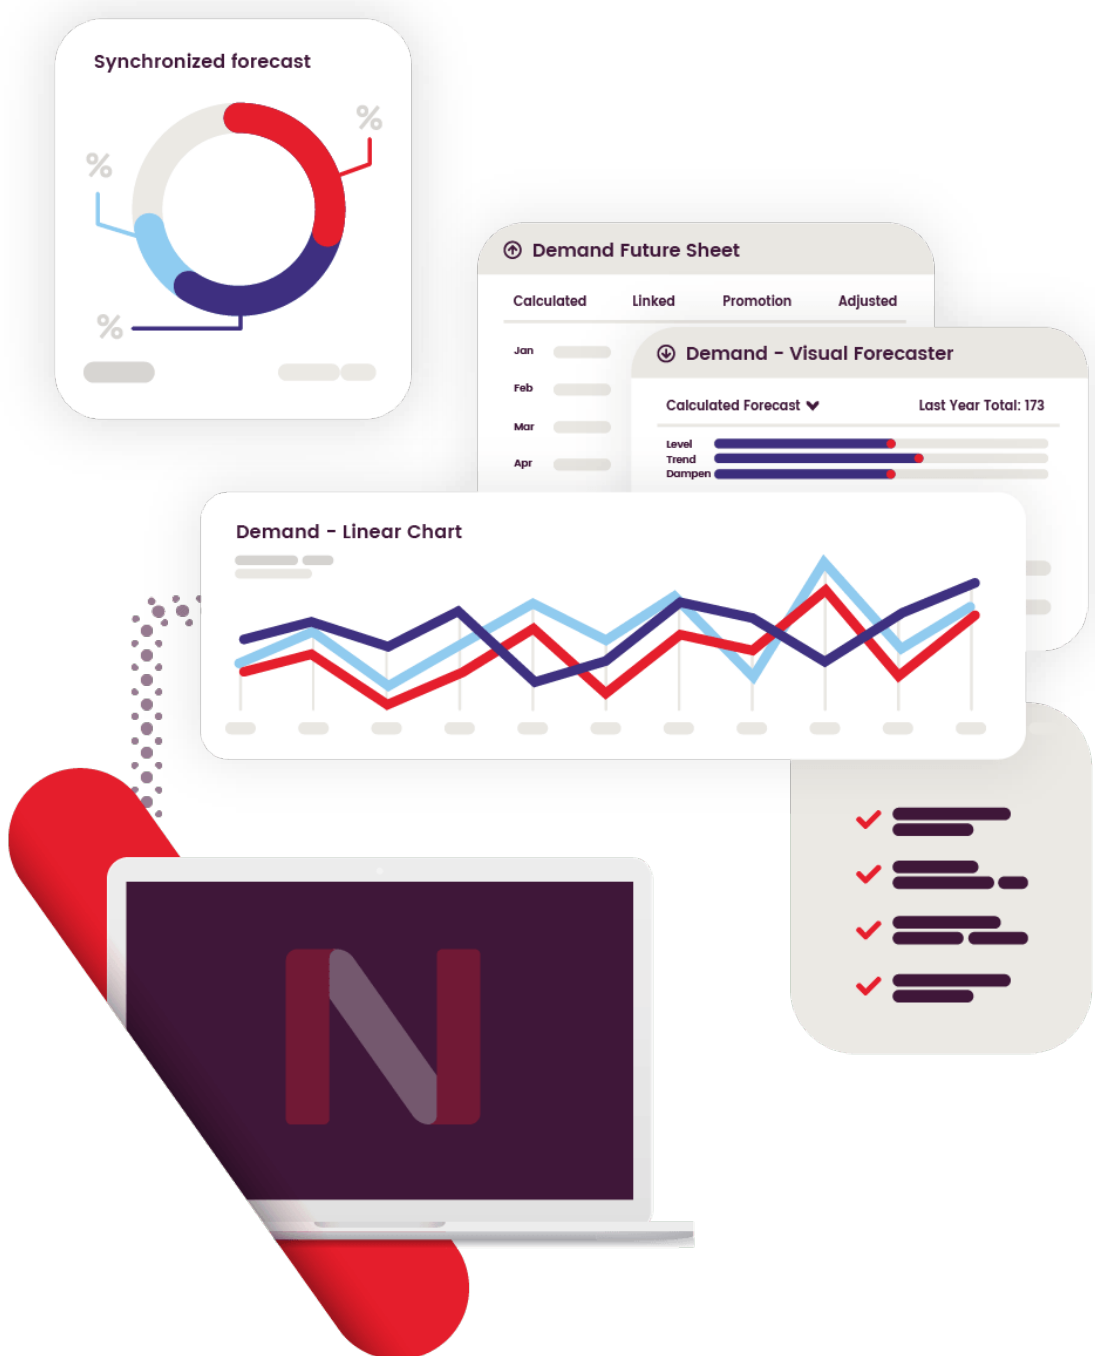 Synchronized forecast
%
%
%
Demand Future Sheet
Calculated Linked Promotion Adjusted
Jan
Feb
Mar
Apr
Demand - Visual Forecaster
Calculated Forecast Last Year Total: 173
Level
Trend
Dampen
Demand - Linear Chart
N